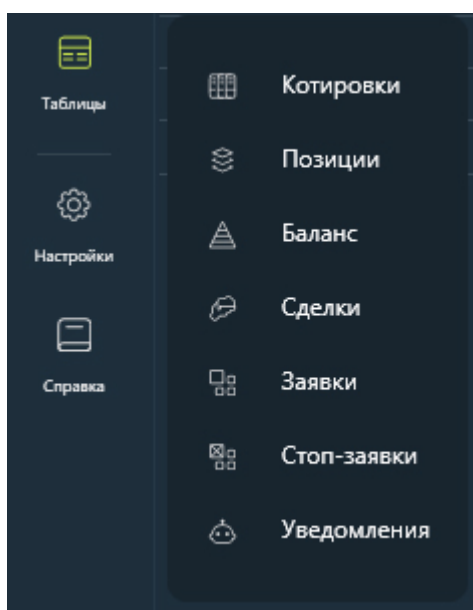 Таблицы
Настройки
Справка
Котировки
Позиции
Баланс
Сделки
Заявки
Стоп-заявки
Уведомления